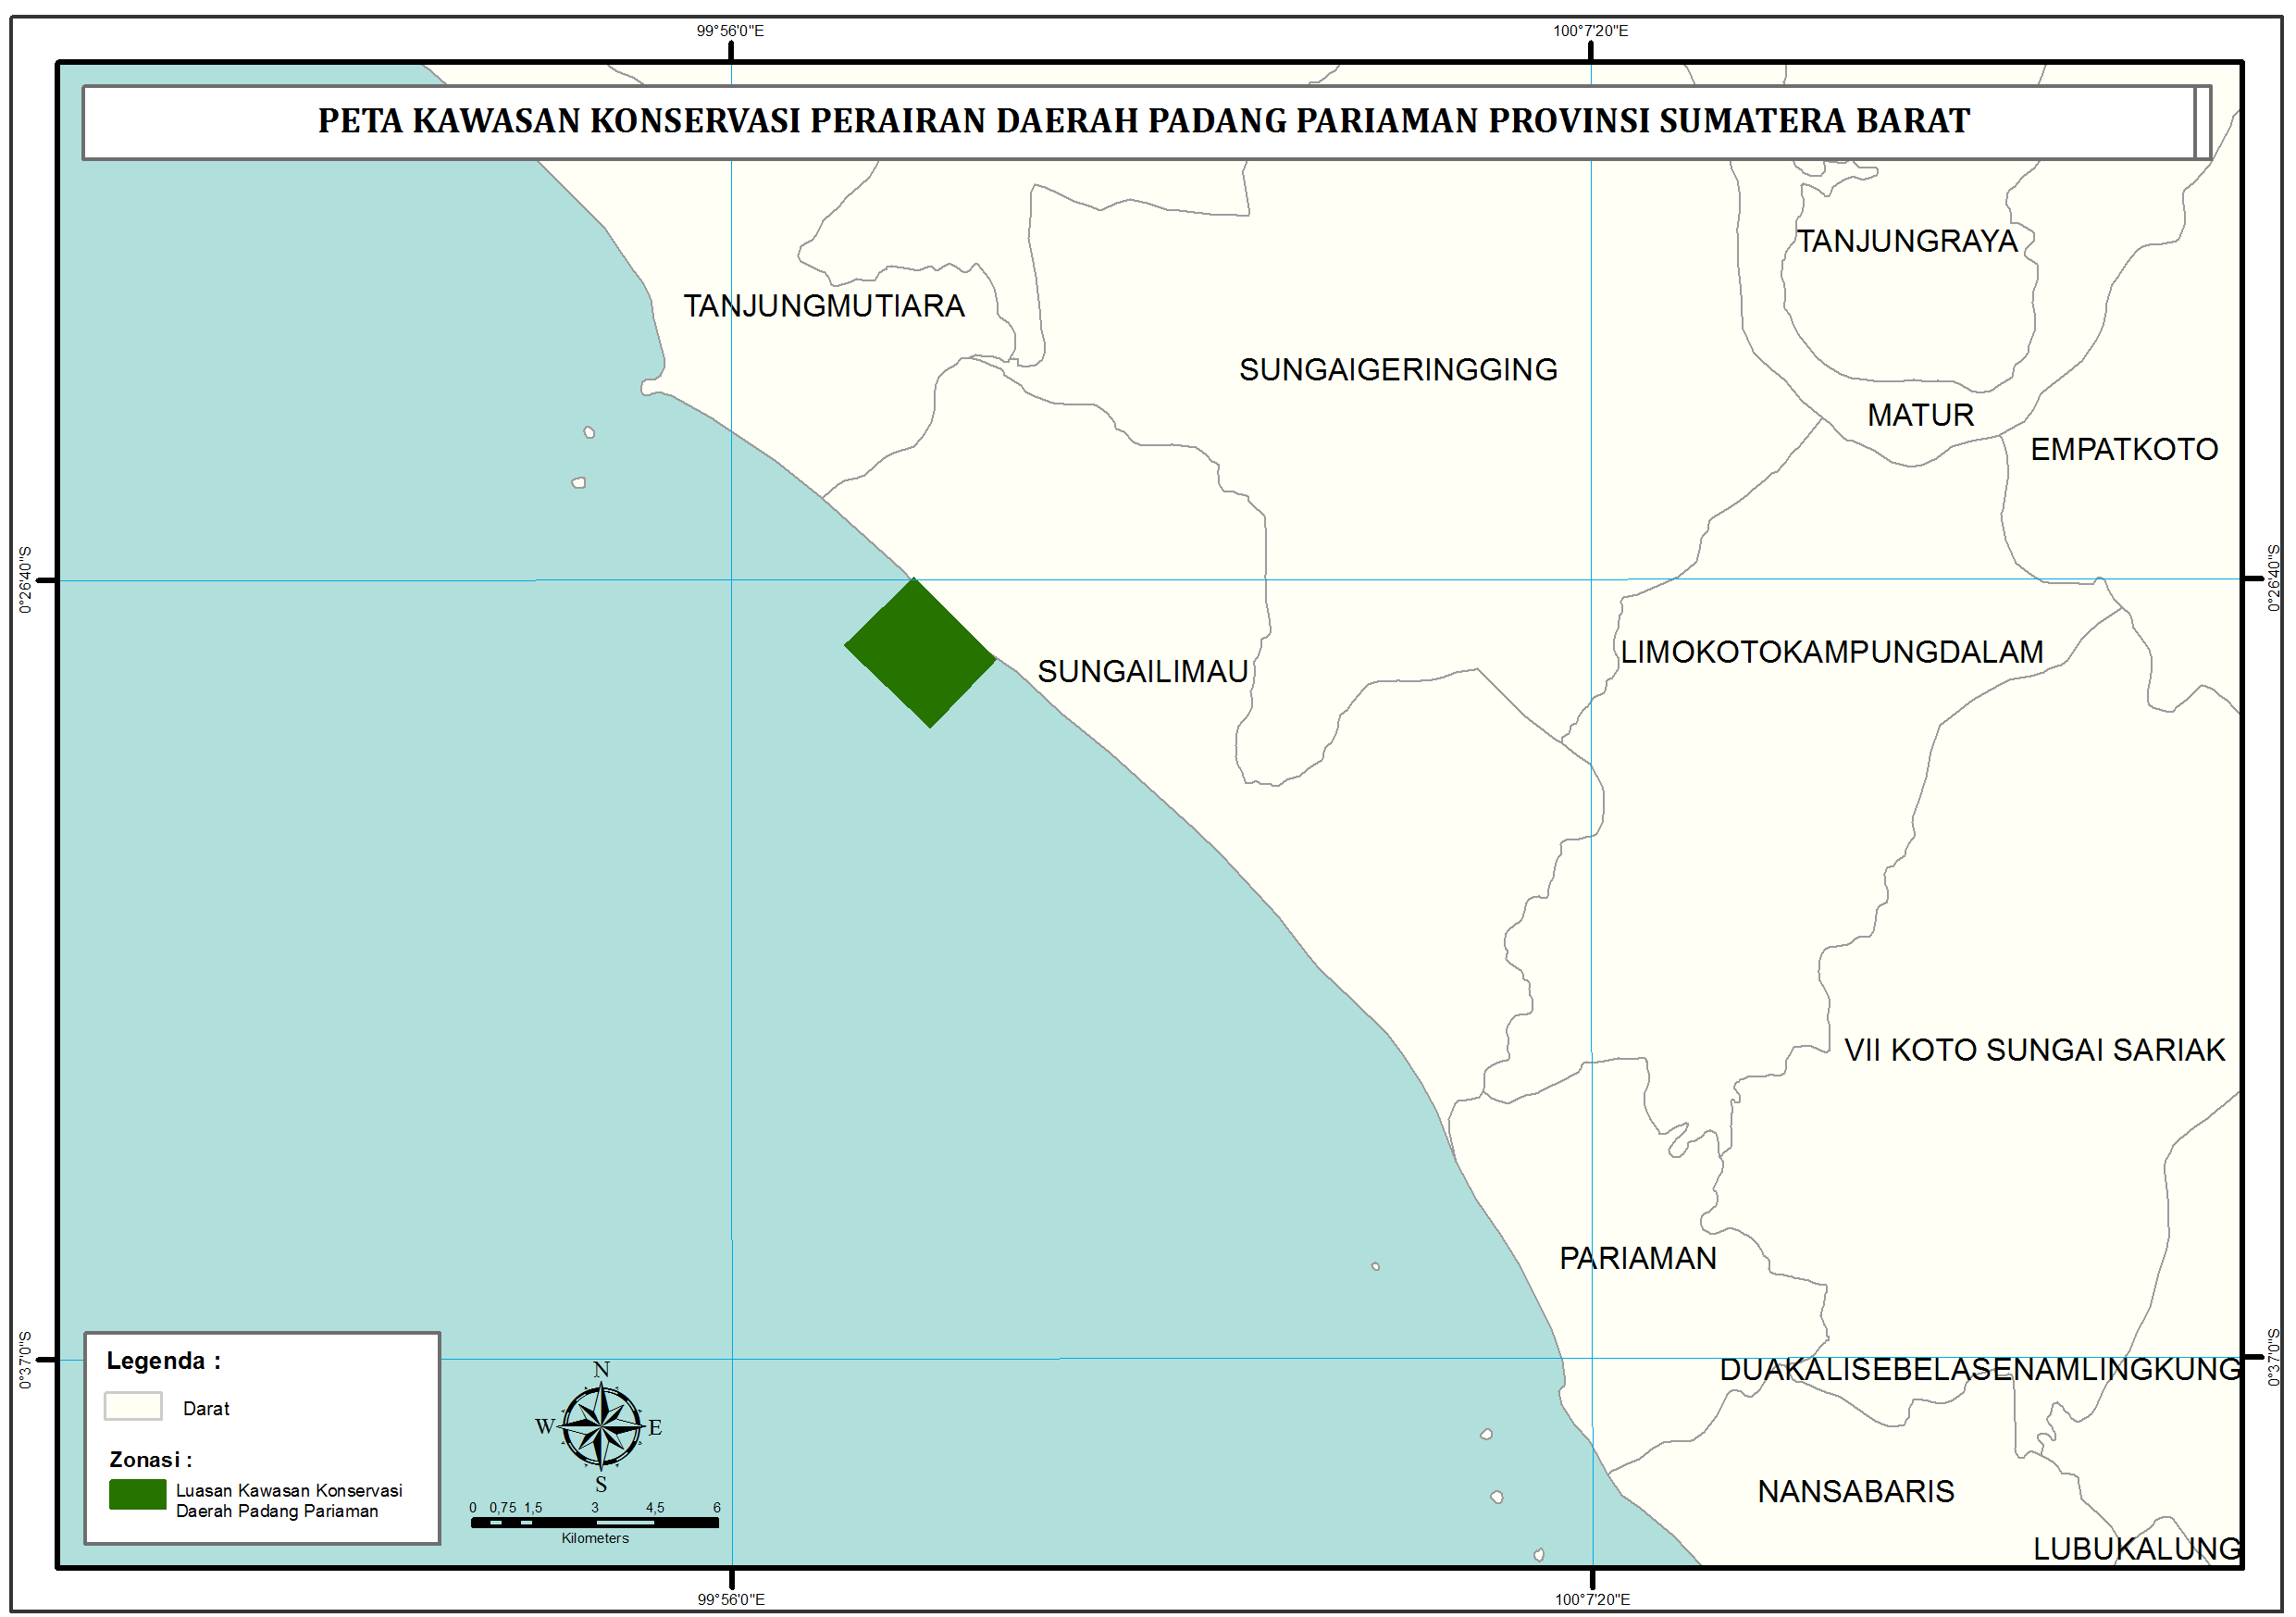 99°56'0"E
100°7'20"E
PETA KAWASAN KONSERVASI PERAIRAN DAERAH PADANG PARIAMAN PROVINSI SUMATERA BARAT
TANJUNGRAYA
TANJUNGMUTIARA
SUNGAIGERINGGING
MATUR
EMPATKOTO
0°26'40"S
0°26'40"S
LIMOKOTOKAMPUNGDALAM
SUNGAILIMAU
VII KOTO SUNGAI SARIAK
PARIAMAN
0°37'0"S
0°37'0"S
DUAKALISEBELASENAMLINGKUNG
NANSABARIS
LUBUKALUNG
Legenda :
Darat
Zonasi :
Luasan Kawasan Konservasi
Daerah Padang Pariaman
N
W
E
S
0 0,75 1,5 3 4,5 6
Kilometers
99°56'0"E
100°7'20"E